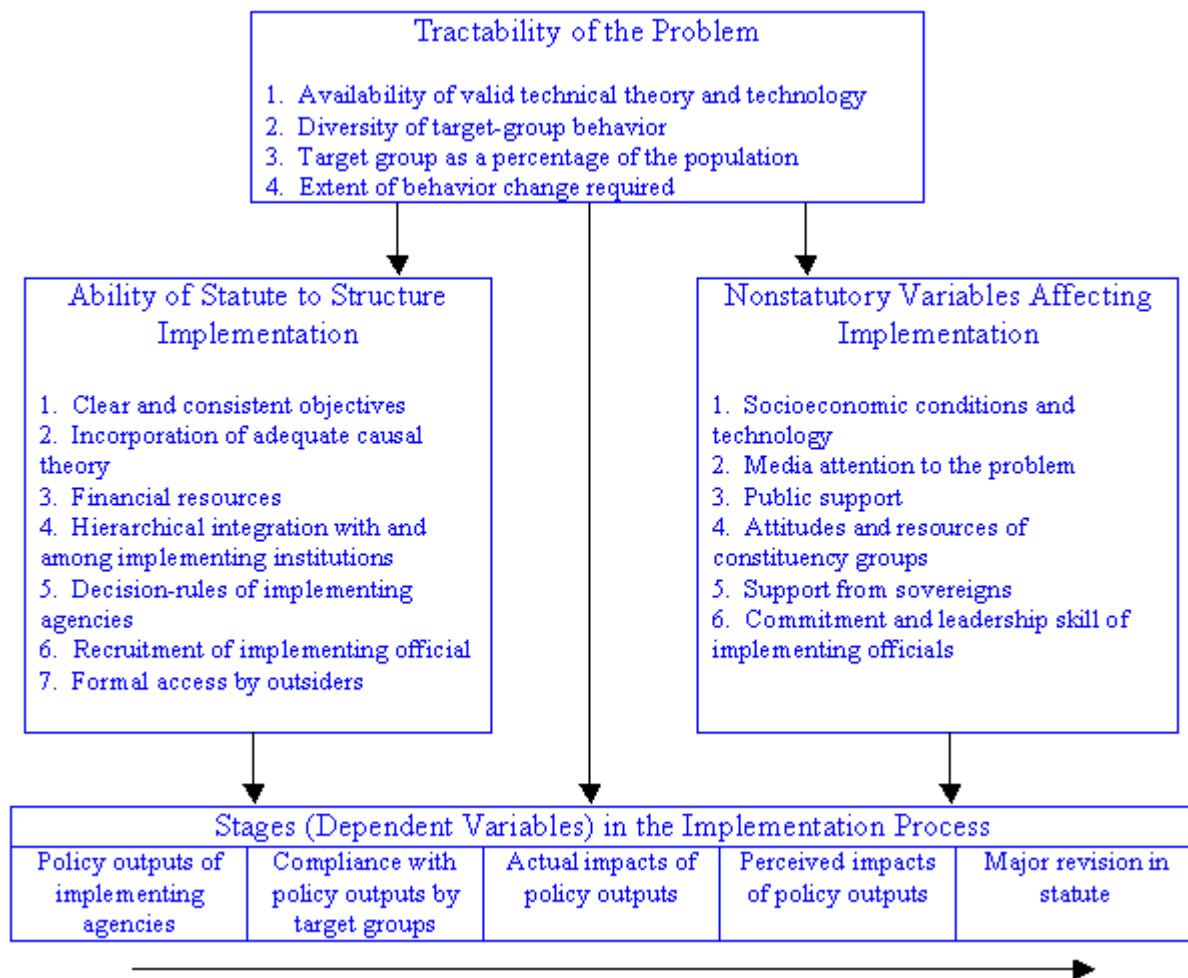 Tractability of the Problem
1. Availability of valid technical theory and technology
2. Diversity of target-group behavior
3. Target group as a percentage of the population
4. Extent of behavior change required
Ability of Statute to Structure
Implementation
1. Clear and consistent objectives
2. Incorporation of adequate causal
theory
3. Financial resources
4. Hierarchical integration with and
among implementing institutions
5. Decision-rules of implementing
agencies
6. Recruitment of implementing official
7. Formal access by outsiders
Nonstatutory Variables Affecting
Implementation
1. Socioeconomic conditions and
technology
2. Media attention to the problem
3. Public support
4. Attitudes and resources of
constituency groups
5. Support from sovereigns
6. Commitment and leadership skill of
implementing officials
Stages (Dependent Variables) in the Implementation Process
Policy outputs of
implementing
agencies
Compliance with
policy outputs by
target groups
Actual impacts of
policy outputs
Perceived impacts
of policy outputs
Major revision in
statute